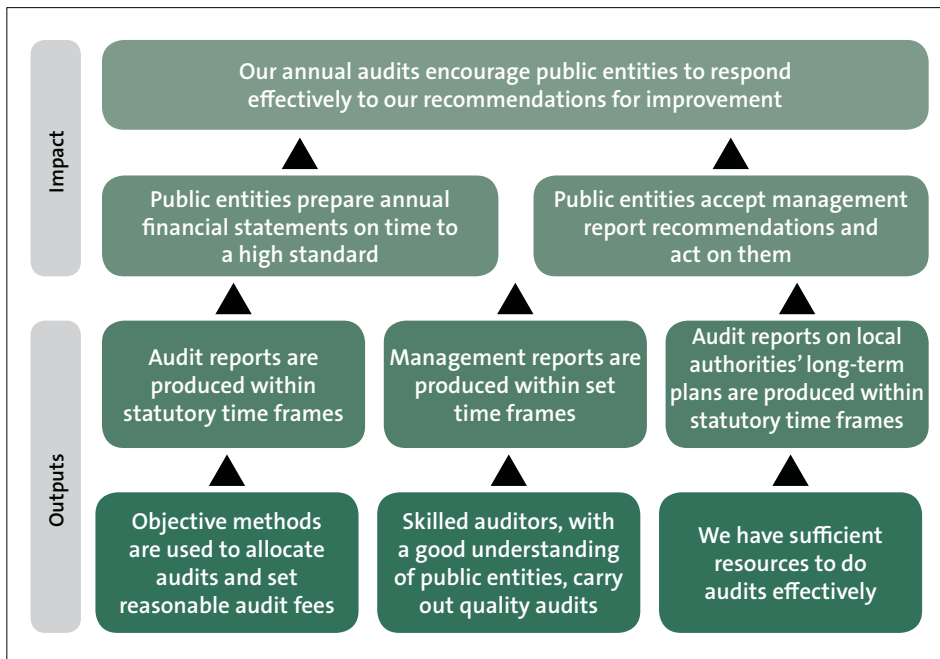 Impact
Our annual audits encourage public entities to respond
effectively to our recommendations for improvement
Public entities prepare annual
financial statements on time to
a high standard
Public entities accept management
report recommendations and
act on them
Outputs
Audit reports are
produced within
statutory time frames
Management reports are
produced within set
time frames
Audit reports on local
authorities’ long-term
plans are produced within
statutory time frames
Objective methods
are used to allocate
audits and set
reasonable audit fees
Skilled auditors, with
a good understanding
of public entities, carry
out quality audits
We have sufficient
resources to do
audits effectively